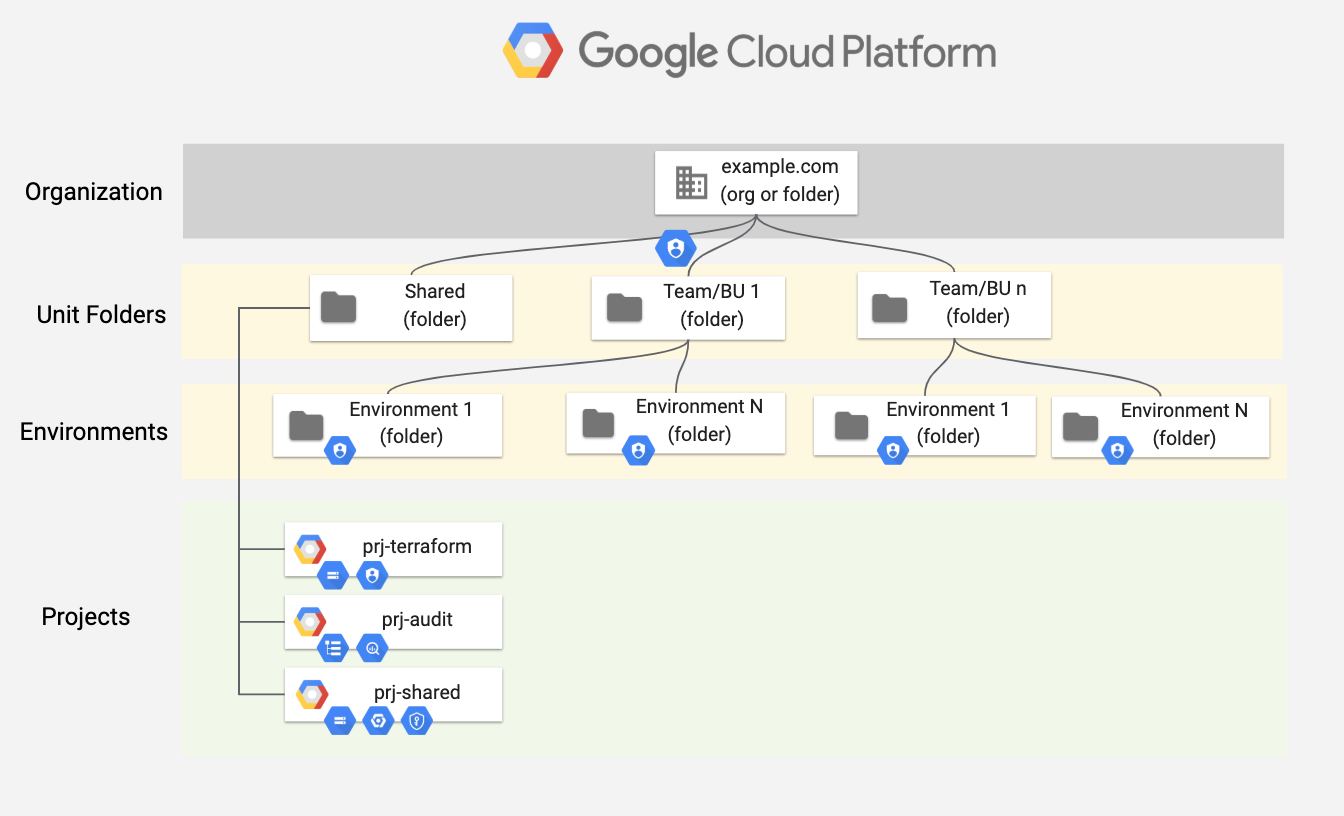 Google Cloud Platform
Organization
example.com
(org or folder)
Unit Folders
Shared
(folder)
Team/BU 1
(folder)
Team/BU n
(folder)
Environments
Environment 1
(folder)
Environment N
(folder)
Environment 1
(folder)
Environment N
(folder)
Projects
prj-terraform
prj-audit
prj-shared